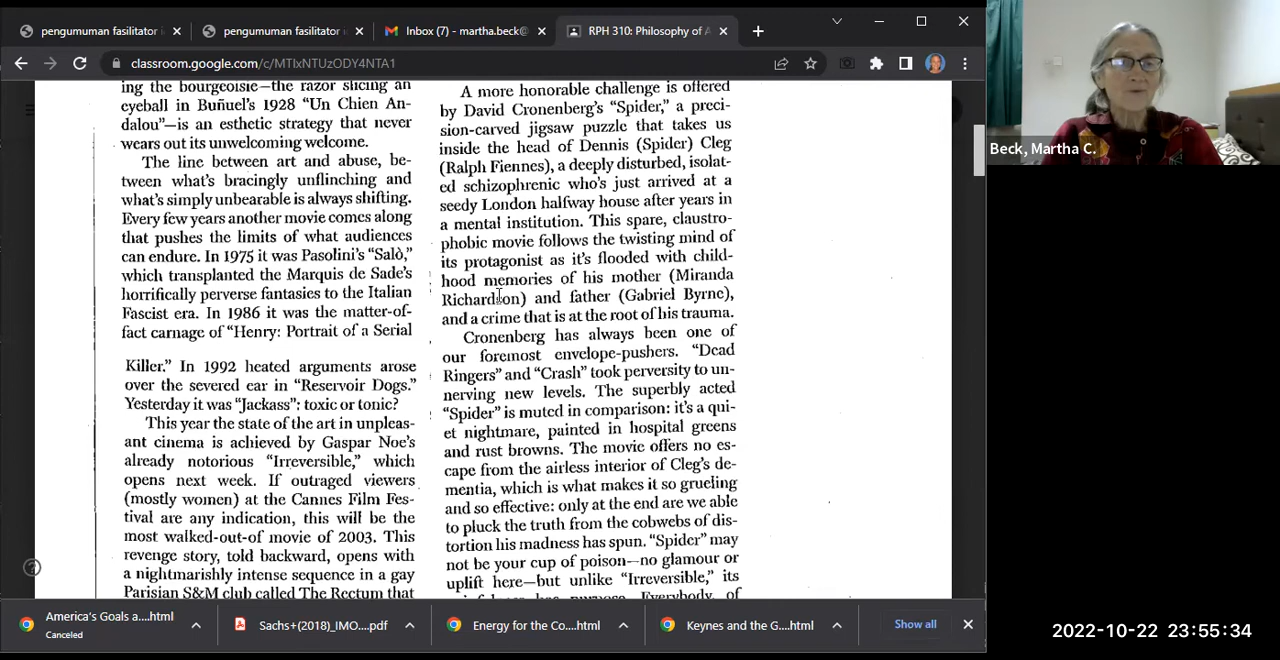 pengumuman fasilitator i
pengumuman fasilitator i
Inbox (7) - martha.beck@
RPH 310: Philosophy of A
classroom.google.com/c/MTIxNTUzODY4NTA1
ing the bourgeoisie—the razor slicing an
eyeball in Buñuel's 1928 "Un Chien An-
dalou"—is an esthetic strategy that never
wears out its unwelcoming welcome.
The line between art and abuse, be-
tween what's bracingly unflinching and
what's simply unbearable is always shifting.
Every few years another movie comes along
that pushes the limits of what audiences
can endure. In 1975 it was Pasolini's "Salò,"
which transplanted the Marquis de Sade's
horrifically perverse fantasies to the Italian
Fascist era. In 1986 it was the matter-of-
fact carnage of "Henry: Portrait of a Serial
Killer." In 1992 heated arguments arose
over the severed ear in "Reservoir Dogs."
Yesterday it was "Jackass": toxic or tonic?
This year the state of the art in unpleas-
ant cinema is achieved by Gaspar Noe's
already notorious "Irreversible," which
opens next week. If outraged viewers
(mostly women) at the Cannes Film Fes-
tival are any indication, this will be the
most walked-out-of movie of 2003. This
revenge story, told backward, opens with
a nightmarishly intense sequence in a gay
Parisian S&M club called The Rectum that
A more honorable challenge is offered
by David Cronenberg's "Spider," a preci-
sion-carved jigsaw puzzle that takes us
inside the head of Dennis (Spider) Cleg
(Ralph Fiennes), a deeply disturbed, isolat-
ed schizophrenic who's just arrived at a
seedy London halfway house after years in
a mental institution. This spare, claustro-
phobic movie follows the twisting mind of
its protagonist as it's flooded with child-
hood memories of his mother (Miranda
Richardson) and father (Gabriel Byrne),
and a crime that is at the root of his trauma.
Cronenberg has always been one of
our foremost envelope-pushers. "Dead
Ringers" and "Crash" took perversity to un-
nerving new levels. The superbly acted
"Spider" is muted in comparison: it's a qui-
et nightmare, painted in hospital greens
and rust browns. The movie offers no es-
cape from the airless interior of Cleg's de-
mentia, which is what makes it so grueling
and so effective: only at the end are we able
to pluck the truth from the cobwebs of dis-
tortion his madness has spun. "Spider" may
not be your cup of poison—no glamour or
uplift here—but unlike "Irreversible," its
purpose. Everybody, of
Beck, Martha C.
America's Goals a....html
Canceled
Sachs+(2018)_IMO....pdf
Energy for the Co....html
Keynes and the G....html
Show all
2022-10-22 23:55:34